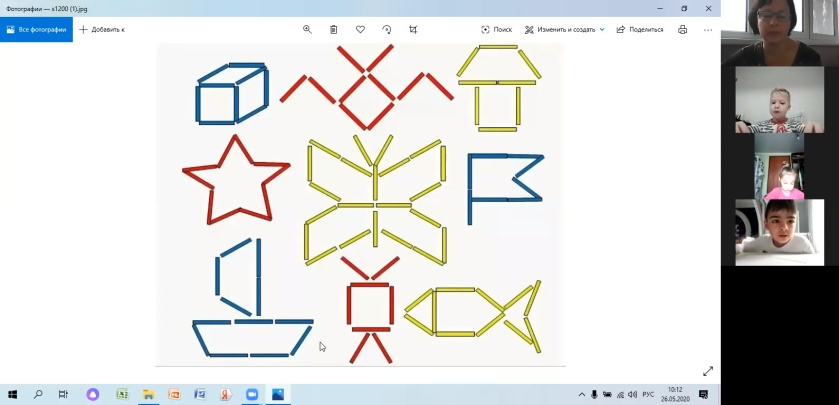 Фотографии — s1200 (1).jpg
Все фотографии
Добавить к
Поиск
Изменить и создать
Поделиться
РУС
10:12
26.05.2020